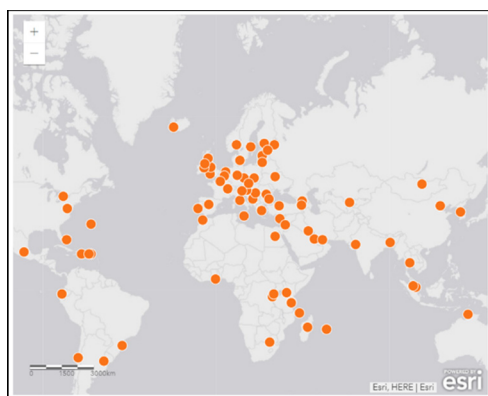 +
−
0 1500 3000km
Esri, HERE | Esri
POWERED BY
esri